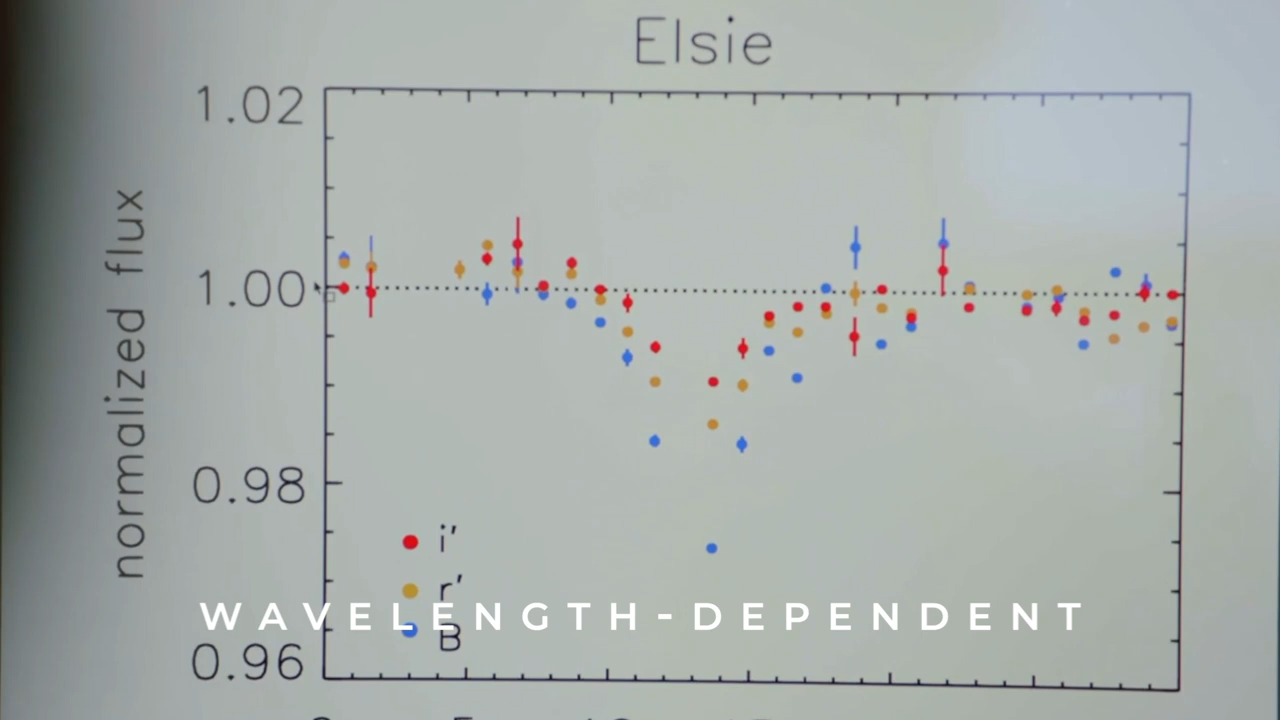 Elsie
1.02
1.00
0.98
0.96
normalized flux
i'
r'
B
WAVELENGTH-DEPENDENT